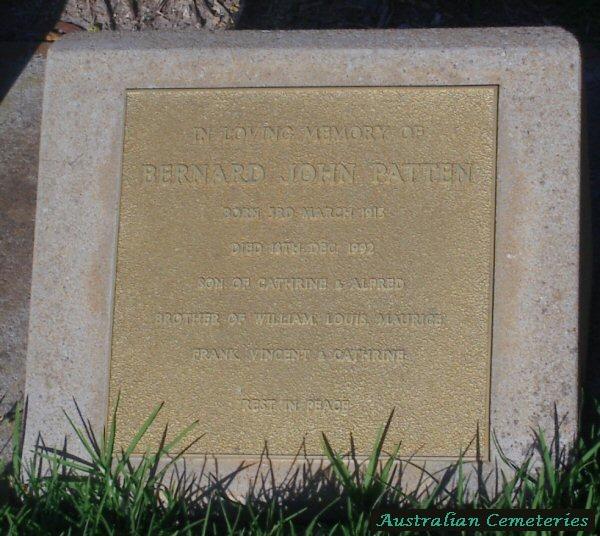 IN LOVING MEMORY OF
BERNARD JOHN PATTEN
BORN 3RD MARCH 1915
DIED 13TH DEC 1992
SON OF CATHRINE & ALFRED
BROTHER OF WILLIAM, LOUIS, MAURICE
FRANK, VINCENT & CATHRINE
REST IN PEACE
Australian Cemeteries